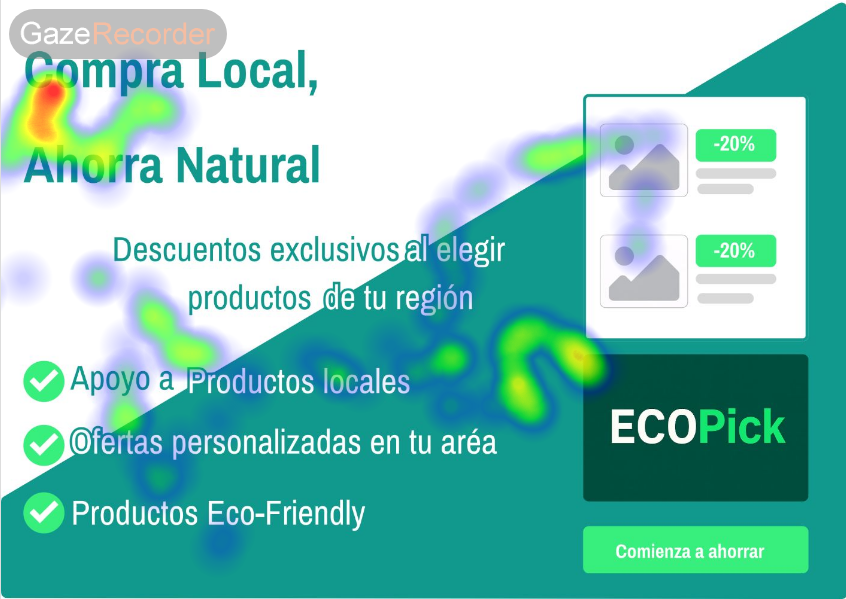 GazeRecorder
Compra Local,
Ahorra Natural
Descuentos exclusivos al elegir
productos de tu región
Apoyo a Productos locales
Ofertas personalizadas en tu aréa
Productos Eco-Friendly
-20%
-20%
ECOPick
Comienza a ahorrar